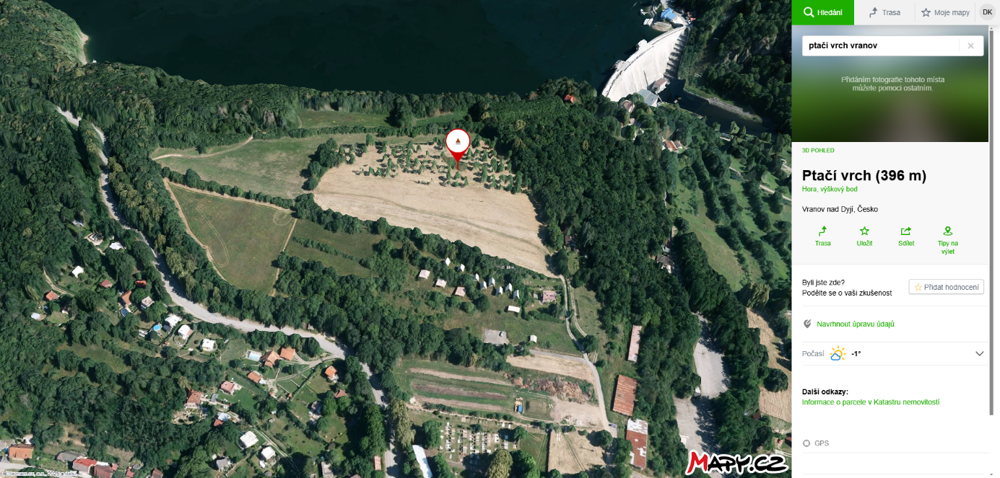 Hledání
Trasa
Moje mapy
DK
ptačí vrch vranov
Přidáním fotografie tohoto místa
můžete pomoci ostatním.
3D POHLED
Ptačí vrch (396 m)
Hora, výškový bod
Vranov nad Dyjí, Česko
Trasa
Uložit
Sdílet
Tipy na
výlet
Byli jste zde?
Podělte se o vaši zkušenost
Přidat hodnocení
Navrhnout úpravu údajů
Počasí
-1°
Další odkazy:
Informace o parcele v Katastru nemovitostí
GPS
MAPY.CZ